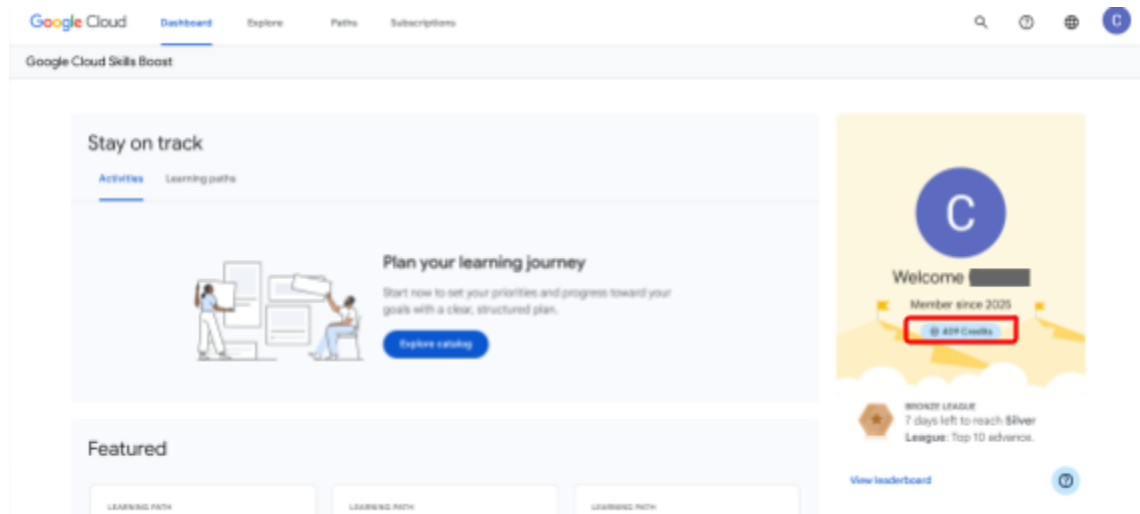 Google Cloud Dashboard Explore Paths Subscriptions C
Google Cloud Skills Boost
Stay on track
Activities Learning paths
Plan your learning journey
Start now to set your priorities and progress toward your
goals with a clear, structured plan.
Explore catalog
C
Welcome
Member since 2025
Credits
BRONZE LEAGUE
7 days left to reach Silver
League: Top 10 advance.
View leaderboard
Featured
LEARNING PATH LEARNING PATH LEARNING PATH